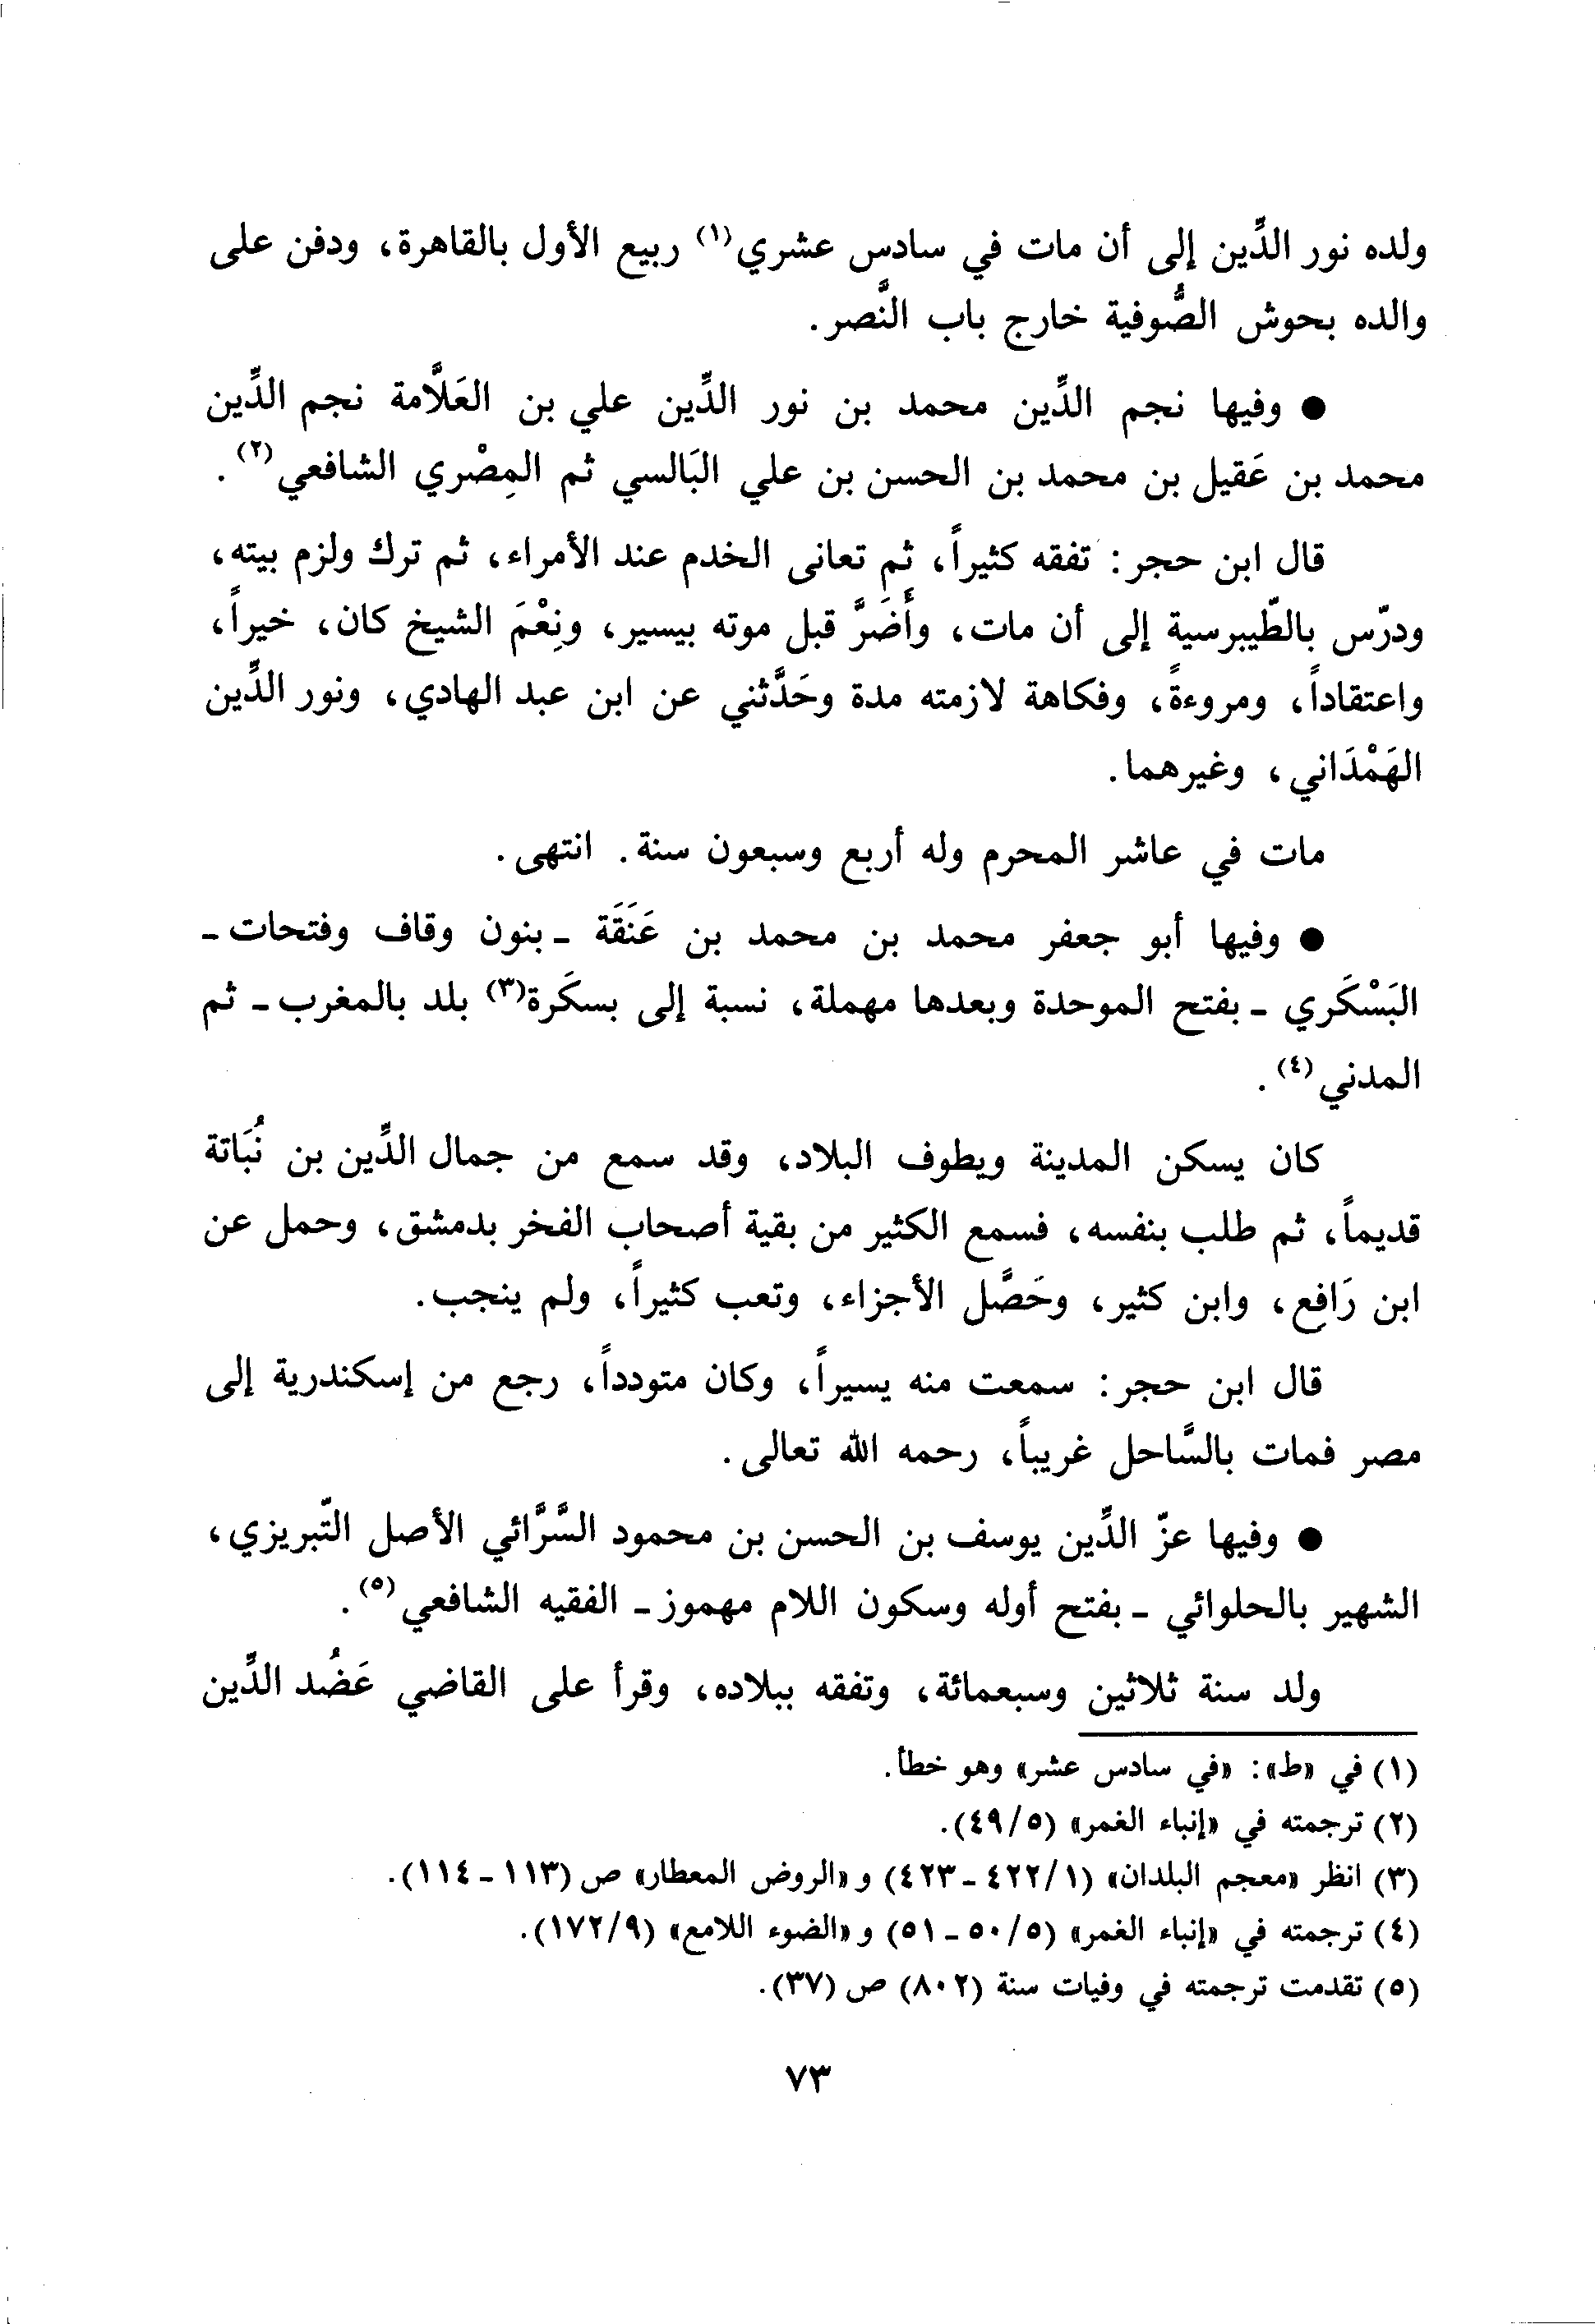 ولده نور الدِّين إلى أن مات في سادس عشري(١) ربيع الأول بالقاهرة، ودفن على
والده بحوش الصُّوفية خارج باب النَّصر.
● وفيها نجم الدِّين محمد بن نور الدِّين علي بن العَلَّامة نجم الدِّين
محمد بن عَقيل بن محمد بن الحسن بن علي البَالسي ثم المِصْري الشافعي(٢).
قال ابن حجر: تفقه كثيراً، ثم تعانى الخدم عند الأمراء، ثم ترك ولزم بيته،
ودرّس بالطّيبرسية إلى أن مات، وأَضَرَّ قبل موته بيسير، ونِعْمَ الشيخ كان، خيراً،
واعتقاداً، ومروءةً، وفكاهة لازمته مدة وحَدَّثني عن ابن عبد الهادي، ونور الدِّين
الهَمْدَاني، وغيرهما.
مات في عاشر المحرم وله أربع وسبعون سنة. انتهى.
● وفيها أبو جعفر محمد بن محمد بن عَنَقَة ـ بنون وقاف وفتحات ـ
البَسْكَري ـ بفتح الموحدة وبعدها مهملة، نسبة إلى بسكَرة(٣) بلد بالمغرب ـ ثم
المدني(٤).
كان يسكن المدينة ويطوف البلاد، وقد سمع من جمال الدِّين بن نُبَاتة
قديماً، ثم طلب بنفسه، فسمع الكثير من بقية أصحاب الفخر بدمشق، وحمل عن
ابن رَافع، وابن كثير، وحَصَّل الأجزاء، وتعب كثيراً، ولم ينجب.
قال ابن حجر: سمعت منه يسيراً، وكان متودداً، رجع من إسكندرية إلى
مصر فمات بالسَّاحل غريباً، رحمه الله تعالى.
● وفيها عزّ الدِّين يوسف بن الحسن بن محمود السَّرَّائي الأصل التّبريزي،
الشهير بالحلوائي ـ بفتح أوله وسكون اللام مهموز ـ الفقيه الشافعي(٥).
ولد سنة ثلاثين وسبعمائة، وتفقه ببلاده، وقرأ على القاضي عَضُد الدِّين
(١) في «ط»: «في سادس عشر» وهو خطأ.
(٢) ترجمته في «إنباء الغمر» (٤٩/٥).
(٣) انظر «معجم البلدان» (٤٢٢/١ ـ ٤٢٣) و«الروض المعطار» ص (١١٣ ـ ١١٤).
(٤) ترجمته في «إنباء الغمر» (٥٠/٥ ـ ٥١) و«الضوء اللامع» (١٧٢/٩).
(٥) تقدمت ترجمته في وفيات سنة (٨٠٢) ص (٣٧).
٧٣